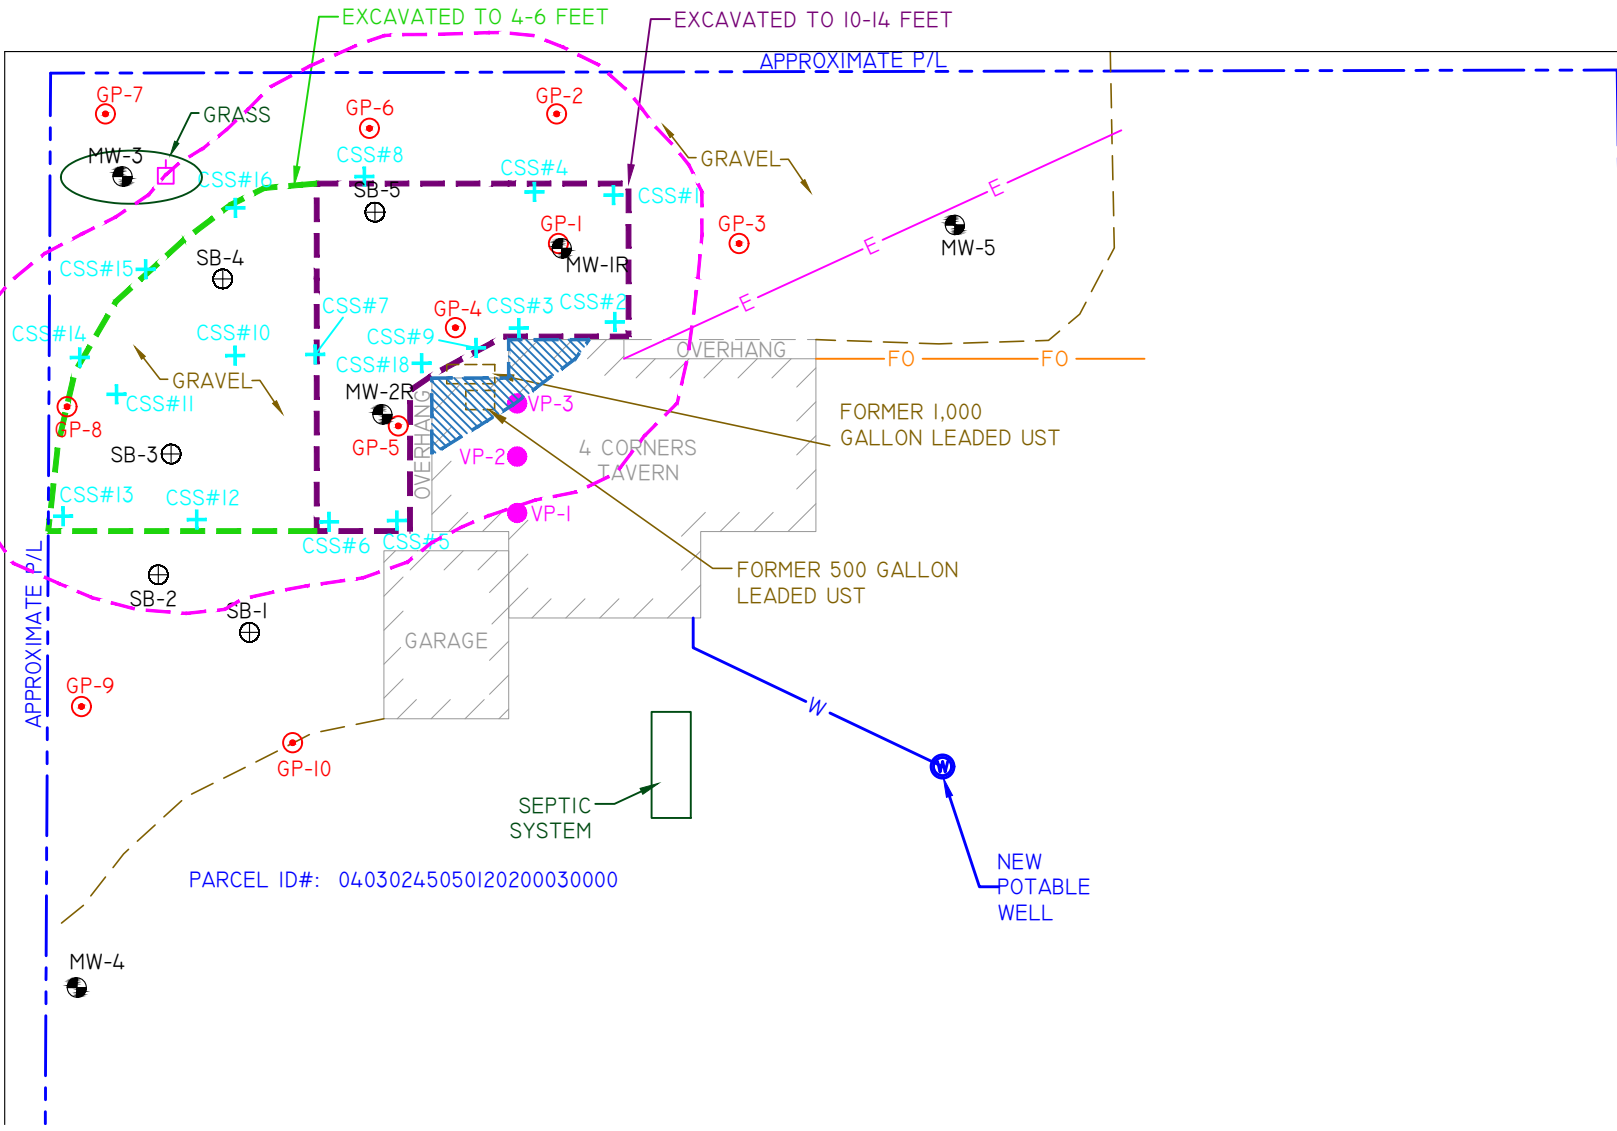 EXCAVATED TO 4-6 FEET
EXCAVATED TO 10-14 FEET
APPROXIMATE P/L
GP-7
GP-6
GP-2
GRASS
MW-3
CSS#8
CSS#4
GRAVEL
CSS#16
SB-5
CSS#1
GP-1
GP-3
E
MW-5
E
MW-1R
SB-4
CSS#15
CSS#7
CSS#3
CSS#2
E
GP-4
CSS#14
CSS#10
CSS#9
CSS#18
OVERHANG
FO
FO
GRAVEL
MW-2R
CSS#11
VP-3
FORMER 1,000
GALLON LEADED UST
GP-8
GP-5
OVERHANG
SB-3
VP-2
4 CORNERS
TAVERN
CSS#13
CSS#12
VP-1
CSS#6
CSS#5
FORMER 500 GALLON
LEADED UST
SB-2
SB-1
APPROXIMATE P/L
GARAGE
GP-9
W
GP-10
W
SEPTIC
SYSTEM
NEW
POTABLE
WELL
PARCEL ID#: 040302450501202000030000
MW-4